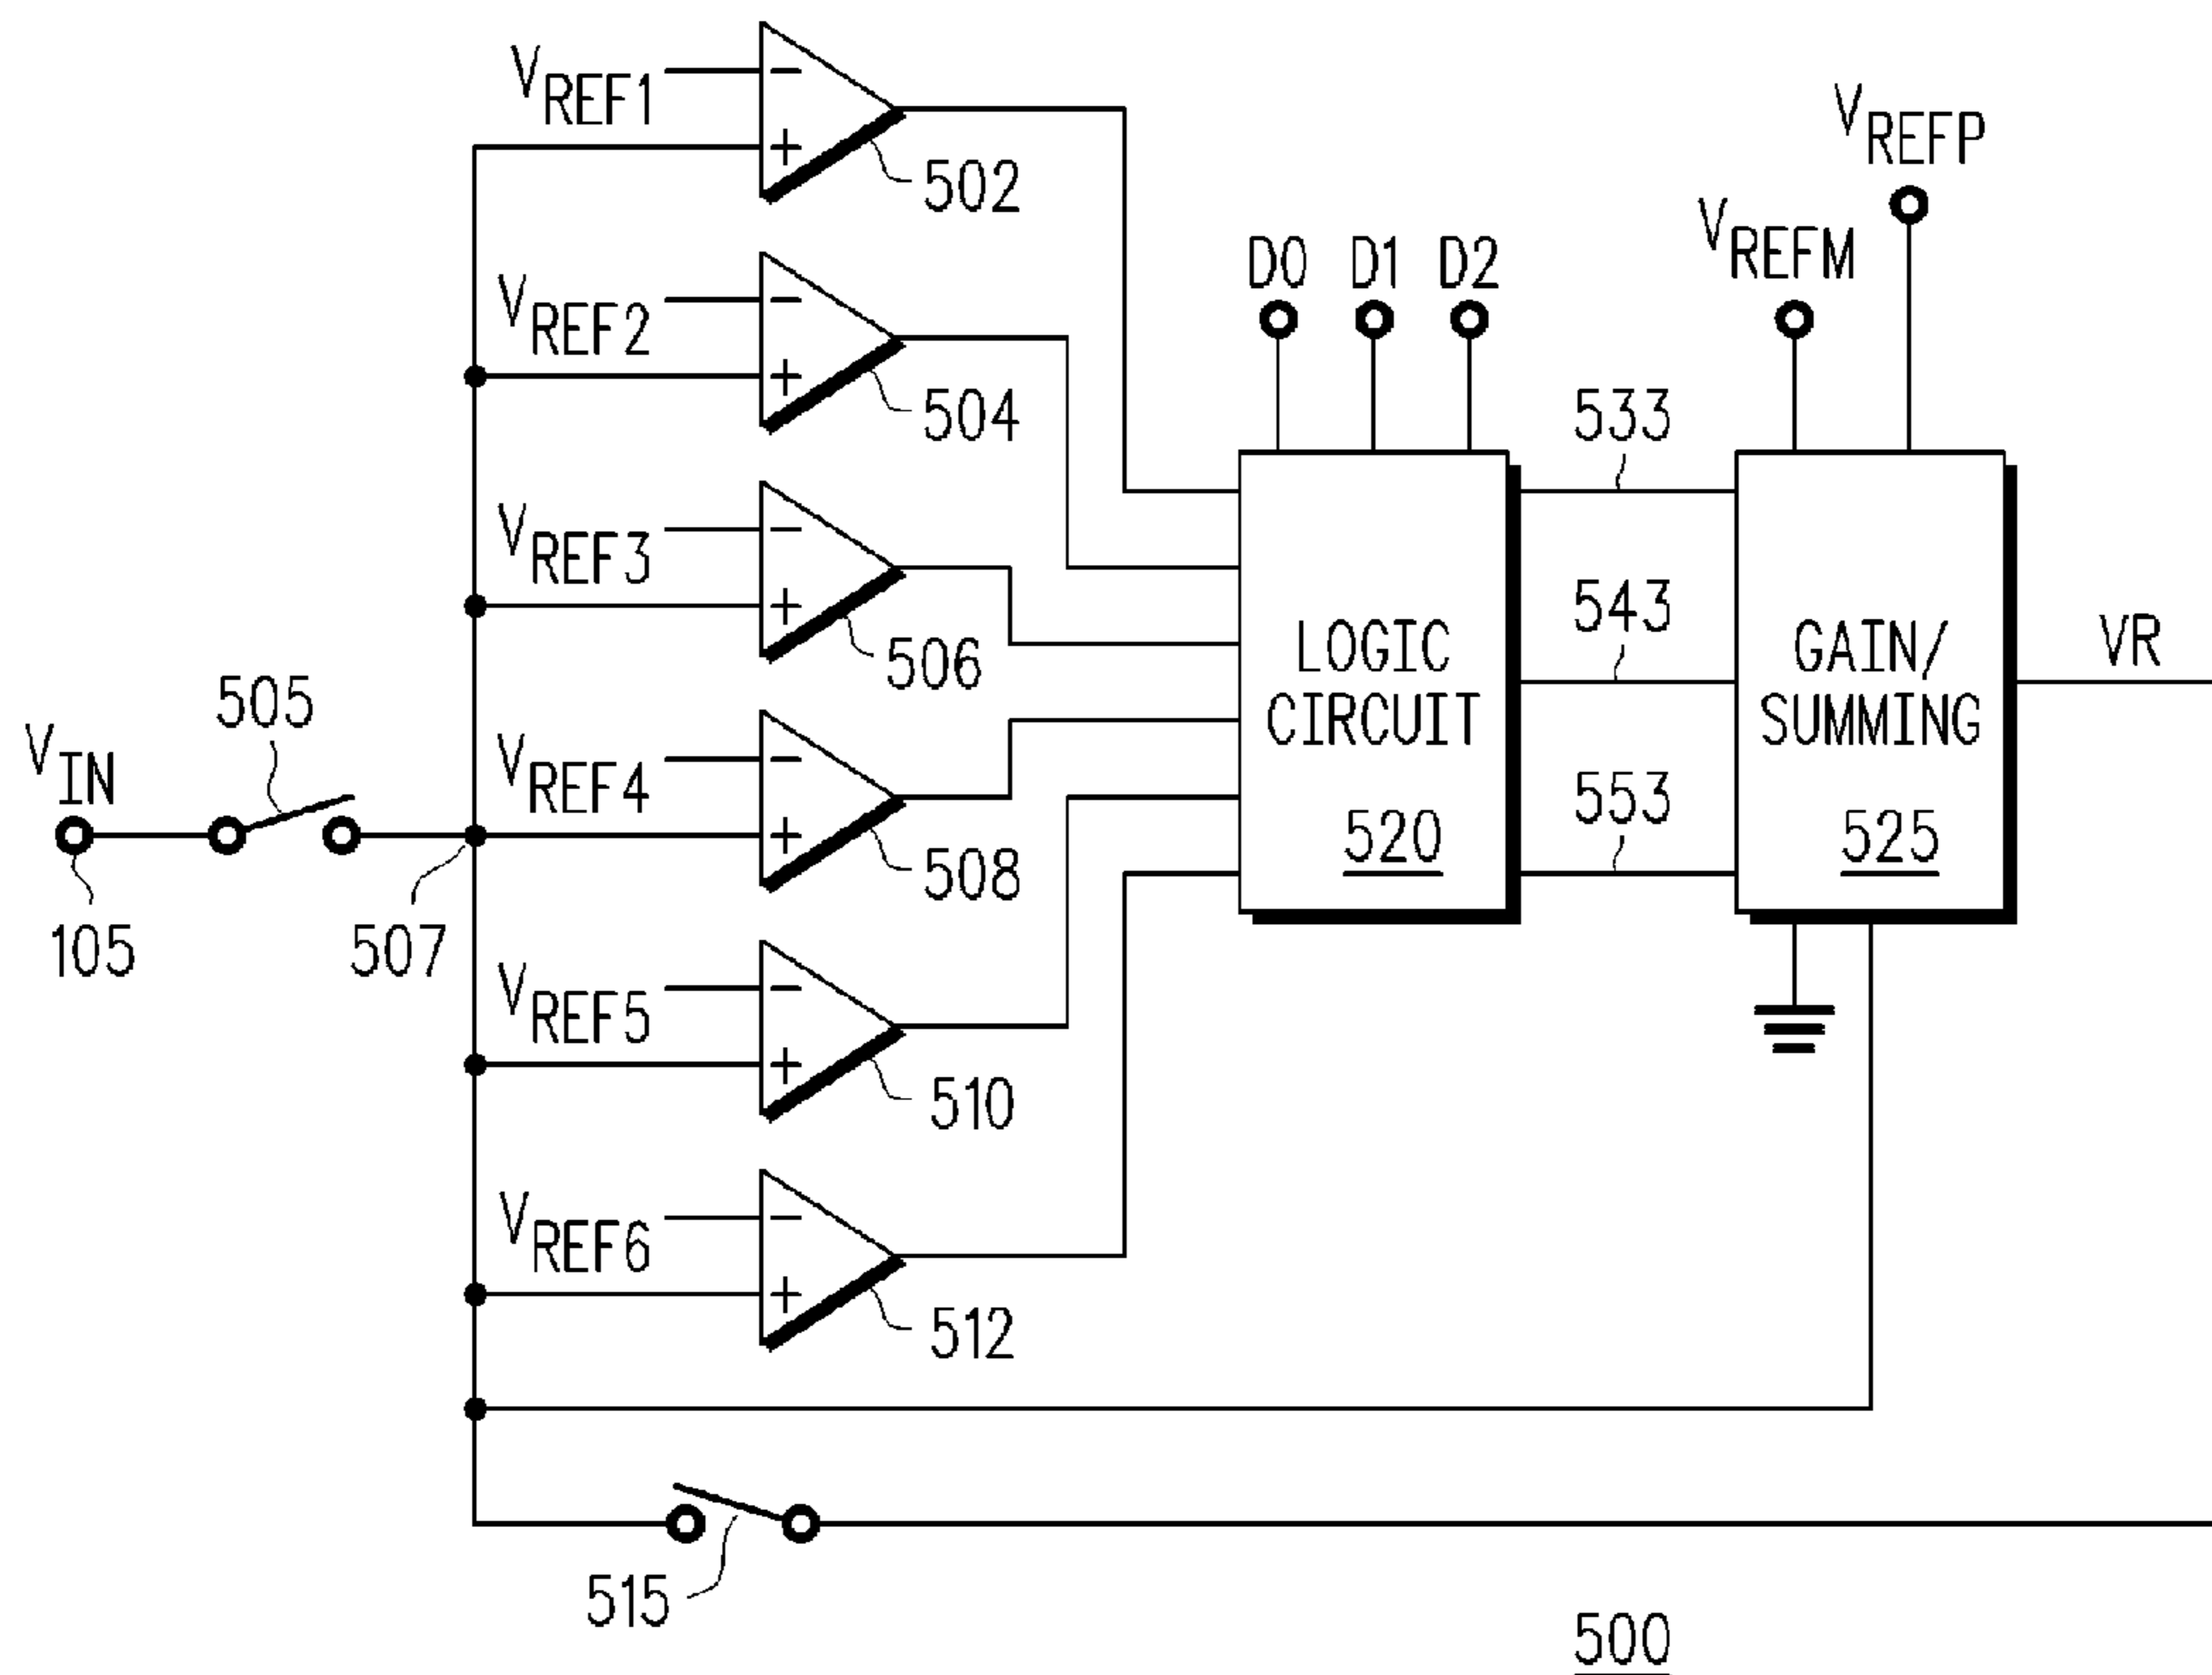 VREF1
502
VREFP
VREFM
D0 D1 D2
VREF2
504
533
VREF3
506
543
LOGIC
CIRCUIT
520
GAIN/
SUMMING
525
VR
505
VIN
105
507
VREF4
508
553
VREF5
510
VREF6
512
515
500